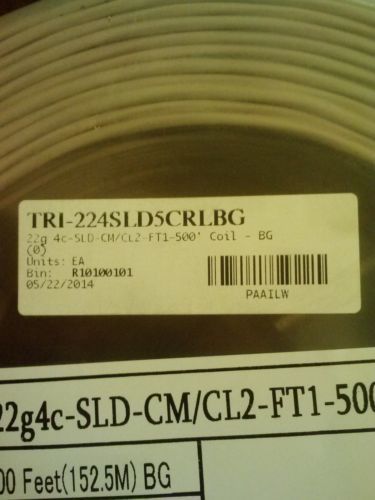 TRI-224SLD5CRLBG
22g 4c-SLD-CM/CL2-FT1-500' Coil - BG
(0)
Units: EA
Bin: R10100101
05/22/2014
PAAILW
22g4c-SLD-CM/CL2-FT1-500
00 Feet(152.5M) BG